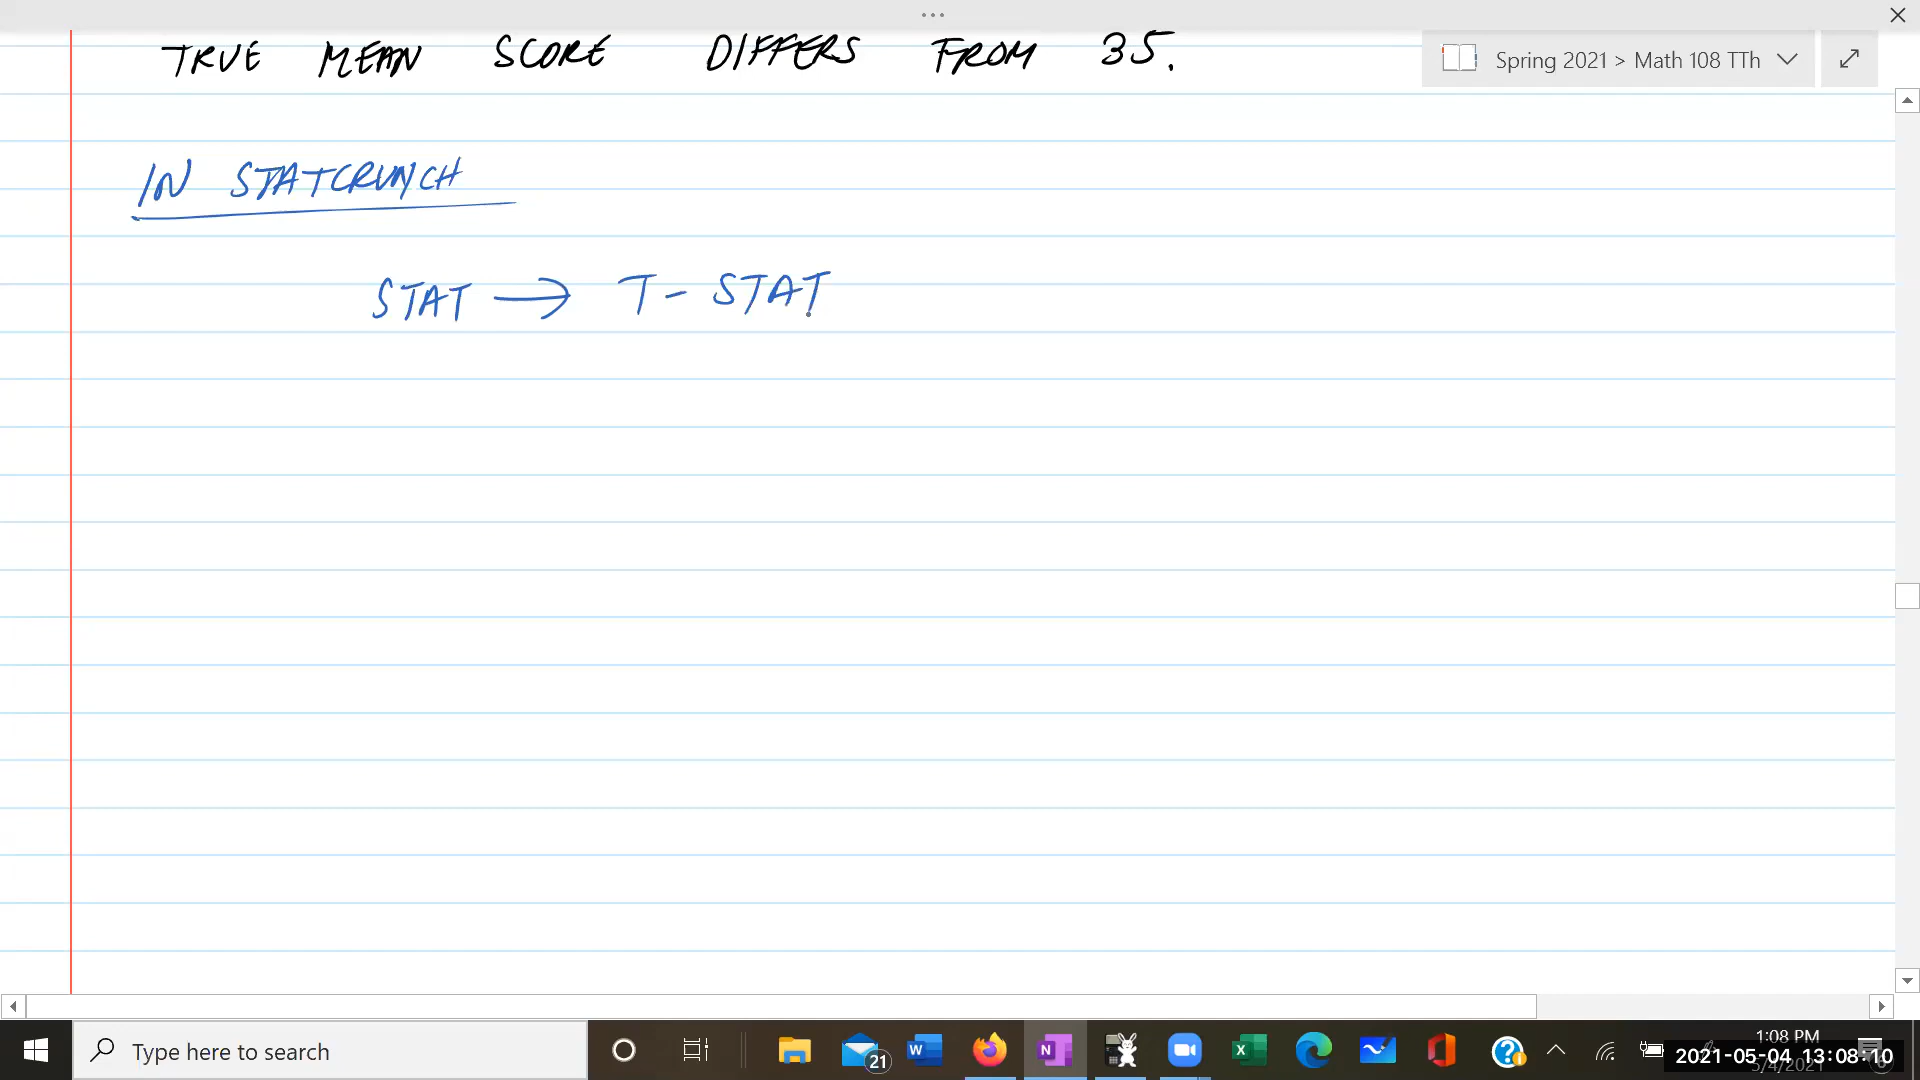 TRUE MEAN SCORE DIFFERS FROM 35.
Spring 2021 > Math 108 TTh
IN STATCRUNCH
STAT → T- STAT
Type here to search
21
1:08 PM
2021-05-04 13:08:10